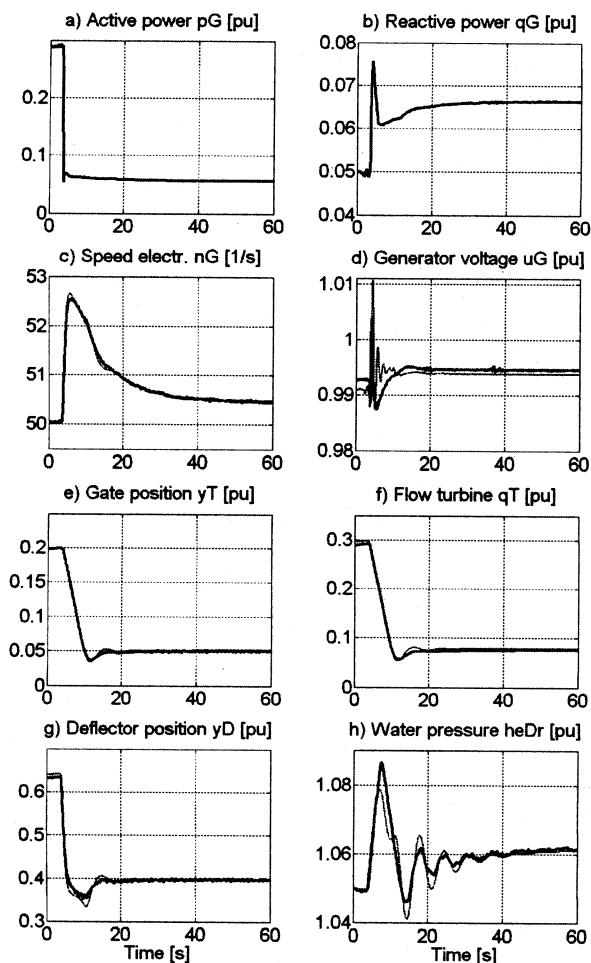 a) Active power pG [pu]
0.2
0.1
0
0 20 40 60
b) Reactive power qG [pu]
0.08
0.07
0.06
0.05
0.04
0 20 40 60
c) Speed electr. nG [1/s]
53
52
51
50
0 20 40 60
d) Generator voltage uG [pu]
1.01
1
0.99
0.98
0 20 40 60
e) Gate position yT [pu]
0.2
0.15
0.1
0.05
0
0 20 40 60
f) Flow turbine qT [pu]
0.3
0.2
0.1
0
0 20 40 60
g) Deflector position yD [pu]
0.6
0.5
0.4
0.3
0 20 40 60
Time [s]
h) Water pressure heDr [pu]
1.08
1.06
1.04
0 20 40 60
Time [s]